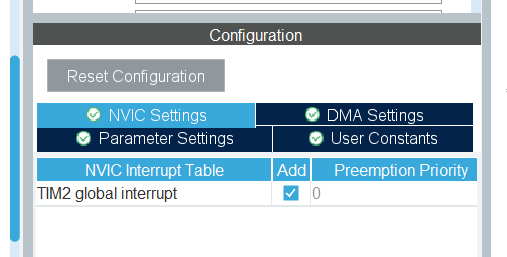 Configuration
Reset Configuration
NVIC Settings DMA Settings
Parameter Settings User Constants
NVIC Interrupt Table Add Preemption Priority
TIM2 global interrupt 0